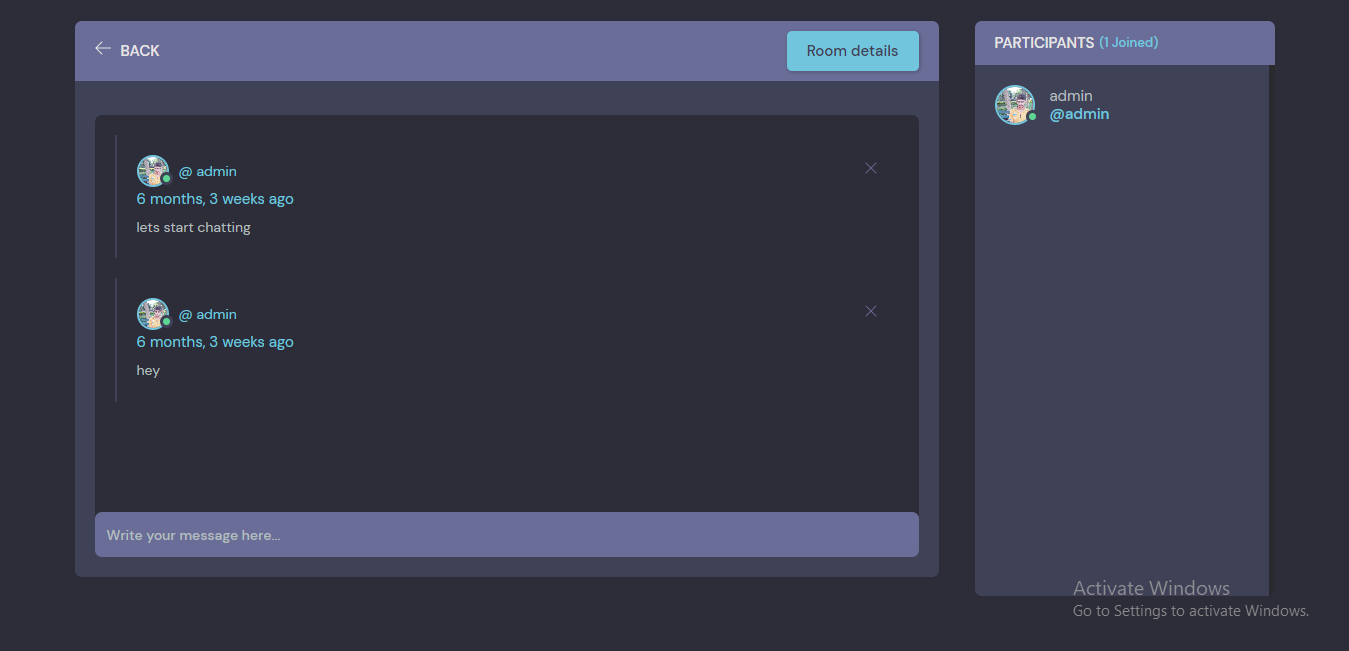 BACK
Room details
@ admin
6 months, 3 weeks ago
lets start chatting
@ admin
6 months, 3 weeks ago
hey
Write your message here...
PARTICIPANTS (1 Joined)
admin
@admin
Activate Windows
Go to Settings to activate Windows.